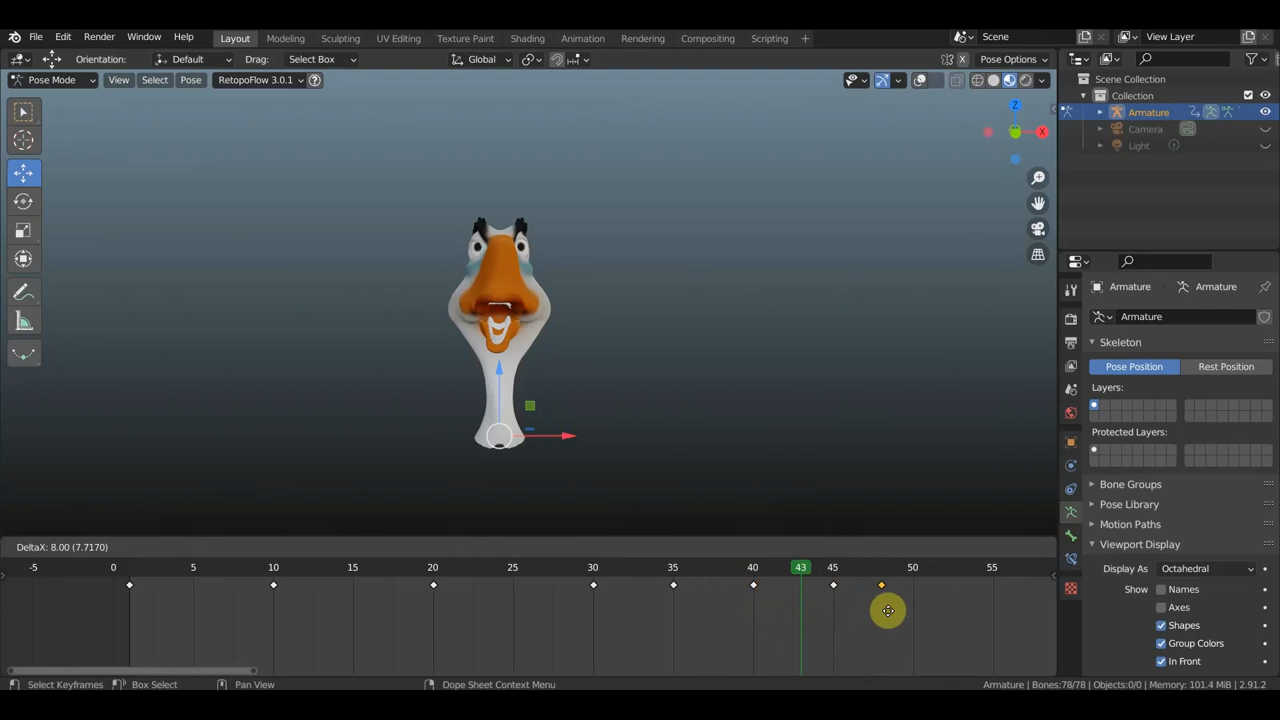 File Edit Render Window Help Layout Modeling Sculpting UV Editing Texture Paint Shading Animation Rendering Compositing Scripting + Scene View Layer
Orientation: Default Drag: Select Box Global X Pose Options
Pose Mode View Select Pose RetopoFlow 3.0.1 ?
Scene Collection
Collection
Armature
Camera
Light
Z
X
Armature Armature
Armature
Skeleton
Pose Position Rest Position
Layers:
Protected Layers:
Bone Groups
Pose Library
Motion Paths
Viewport Display
Display As Octahedral
Show Names
Axes
Shapes
Group Colors
In Front
DeltaX: 8.00 (7.7170)
-5 0 5 10 15 20 25 30 35 40 43 45 50 55
Select Keyframes Box Select Pan View Dope Sheet Context Menu Armature | Bones:78/78 | Objects:0/0 | Memory: 101.4 MiB | 2.91.2